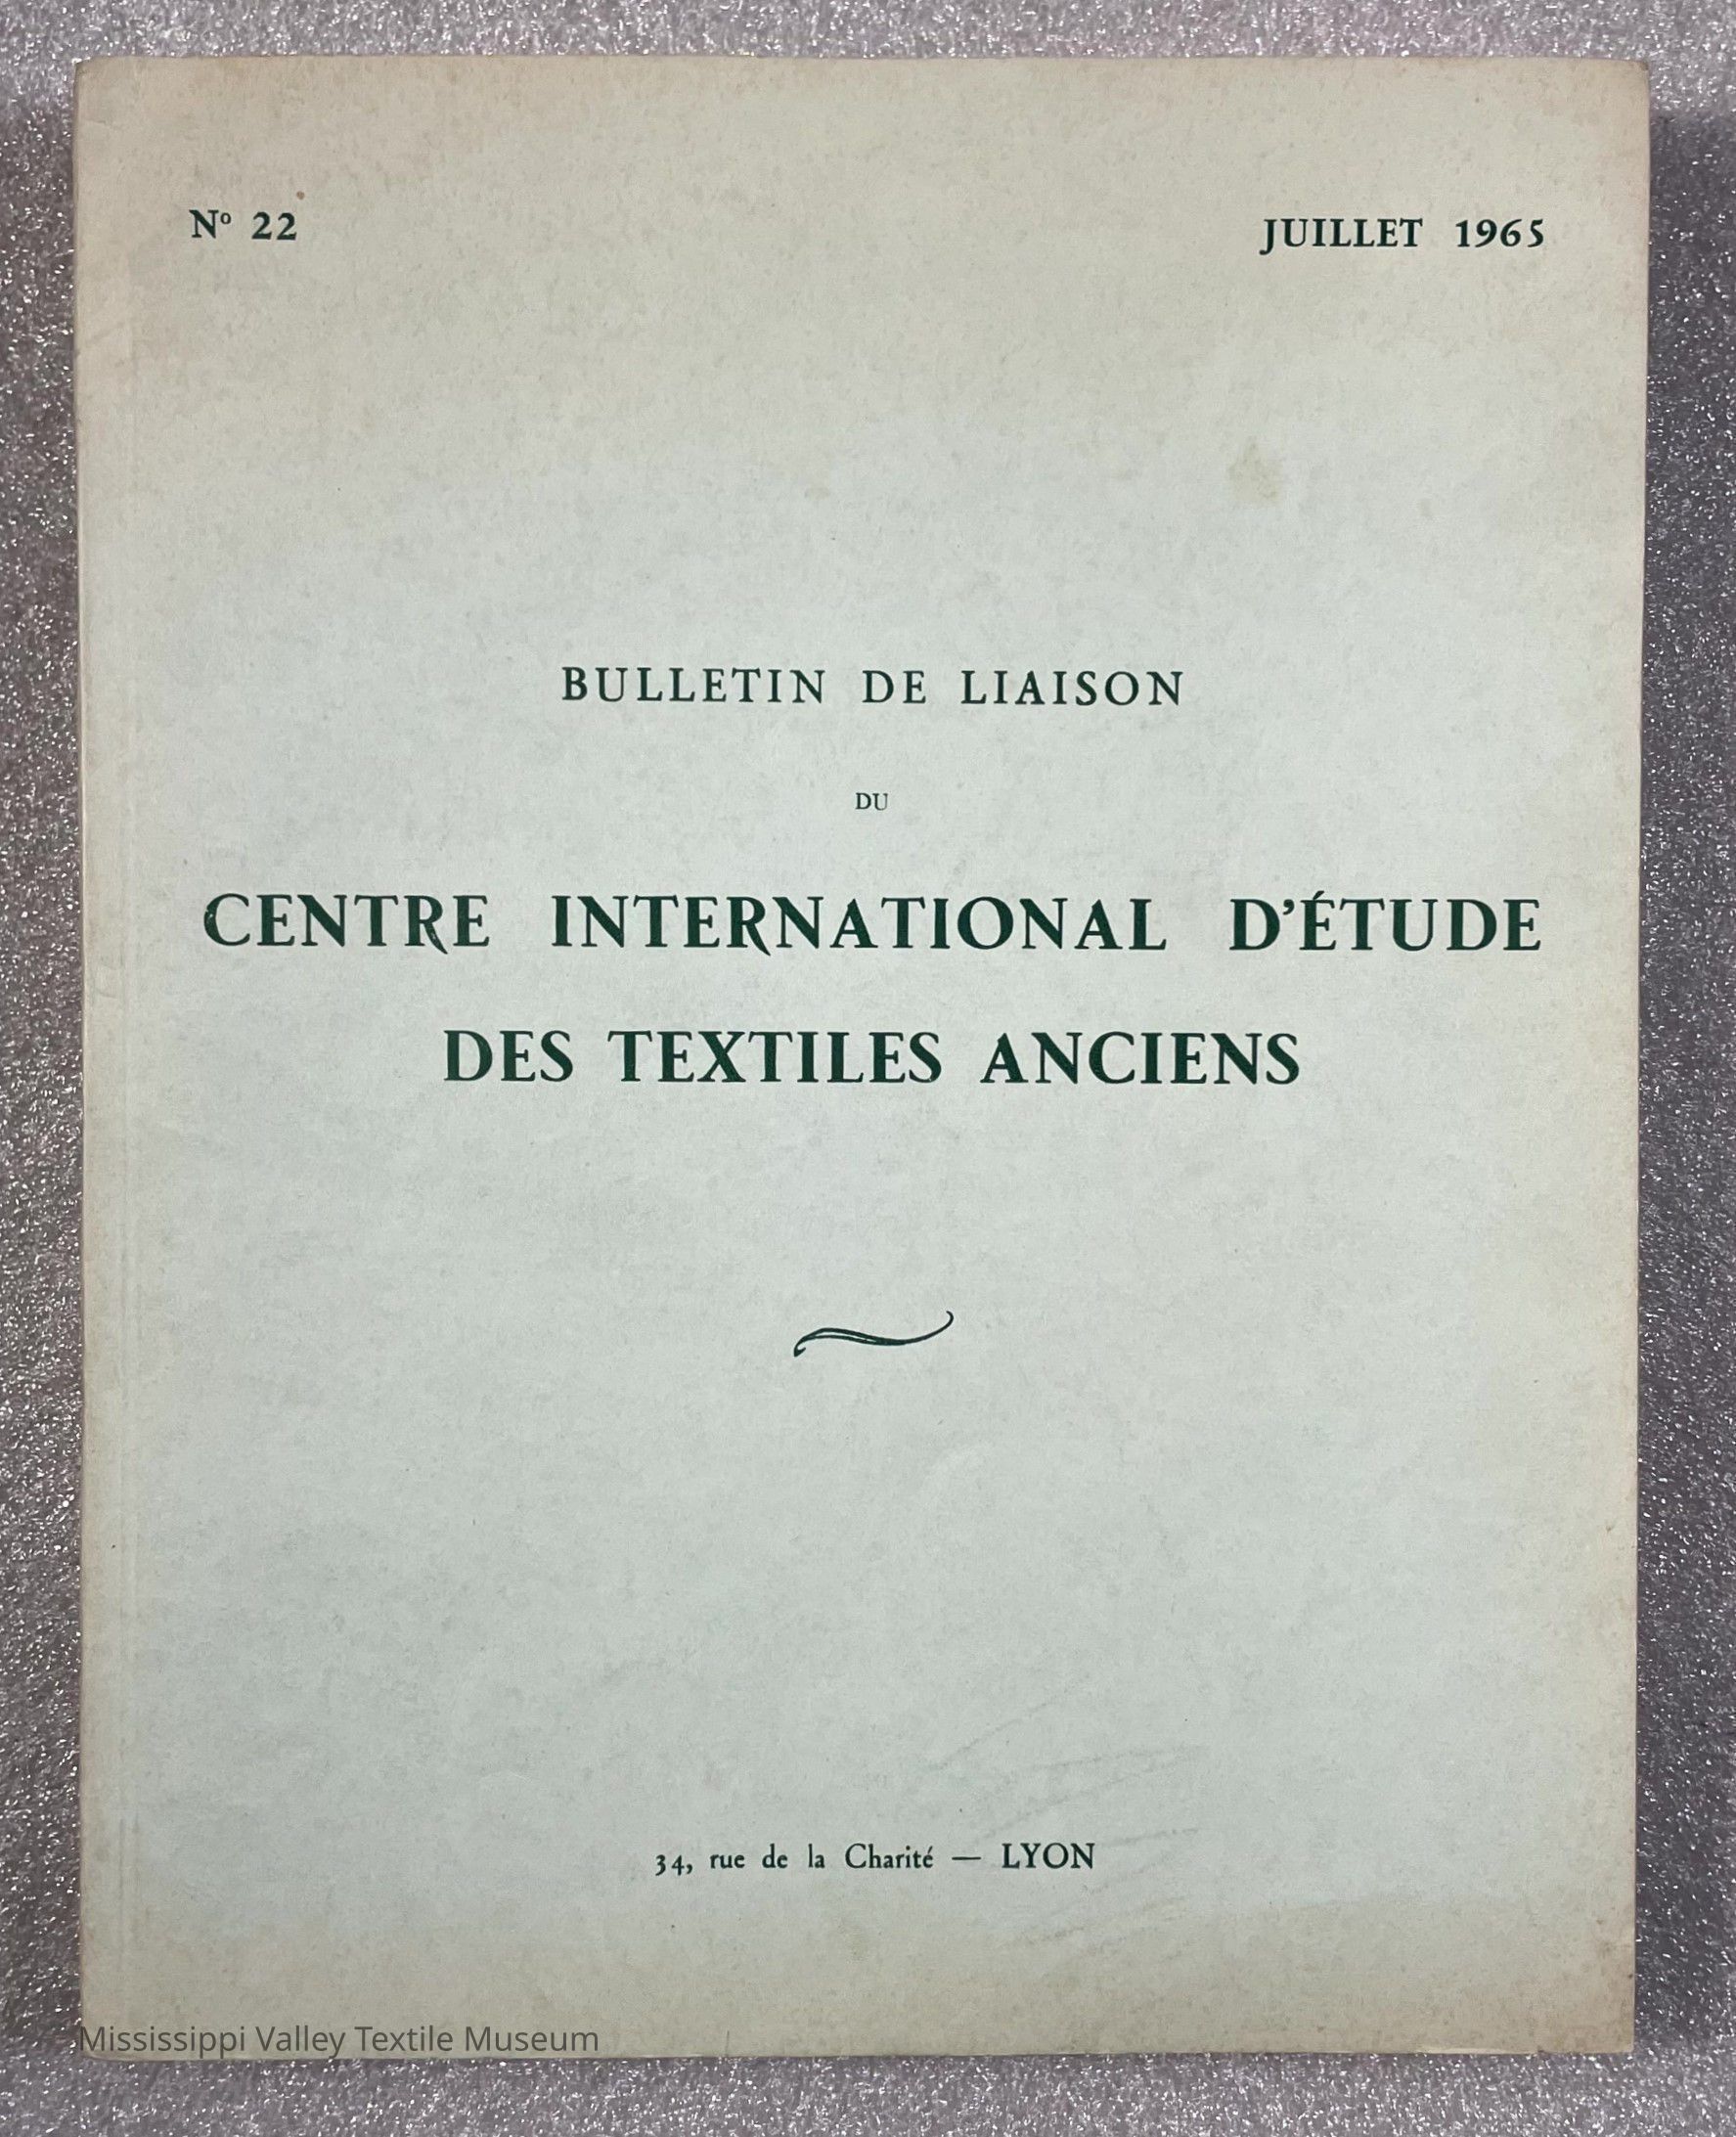 Nº 22
JUILLET 1965
BULLETIN DE LIAISON
DU
CENTRE INTERNATIONAL D'ÉTUDE
DES TEXTILES ANCIENS
34, rue de la Charité — LYON
Mississippi Valley Textile Museum